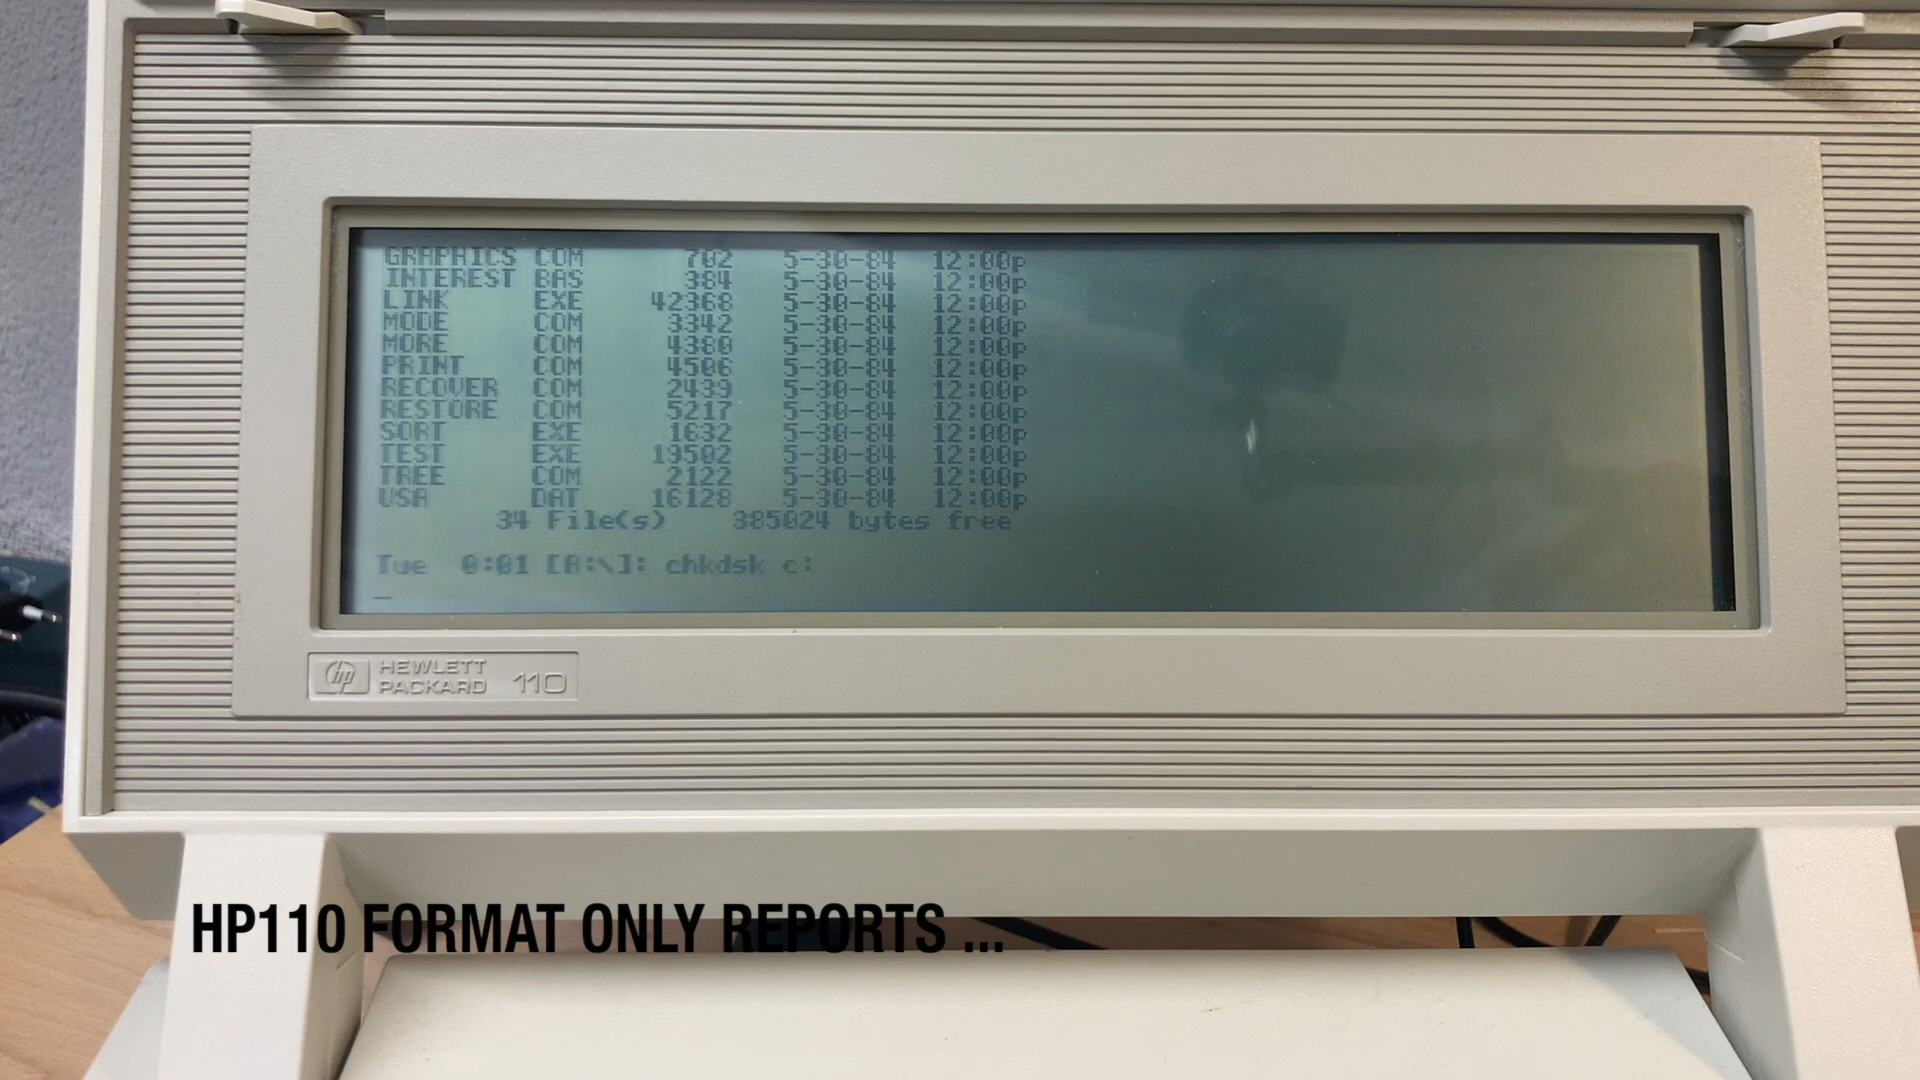 GRAPHICS COM 702 5-30-84 12:00p
INTEREST BAS 384 5-30-84 12:00p
LINK EXE 42368 5-30-84 12:00p
MODE COM 3342 5-30-84 12:00p
MORE COM 4380 5-30-84 12:00p
PRINT COM 4506 5-30-84 12:00p
RECOVER COM 2439 5-30-84 12:00p
RESTORE COM 5217 5-30-84 12:00p
SORT EXE 1632 5-30-84 12:00p
TEST EXE 19502 5-30-84 12:00p
TREE COM 2122 5-30-84 12:00p
USA DAT 16128 5-30-84 12:00p
34 File(s) 385024 bytes free
Tue 0:01 [A:\]: chkdsk c:
_
hp HEWLETT PACKARD 110
HP110 FORMAT ONLY REPORTS ...